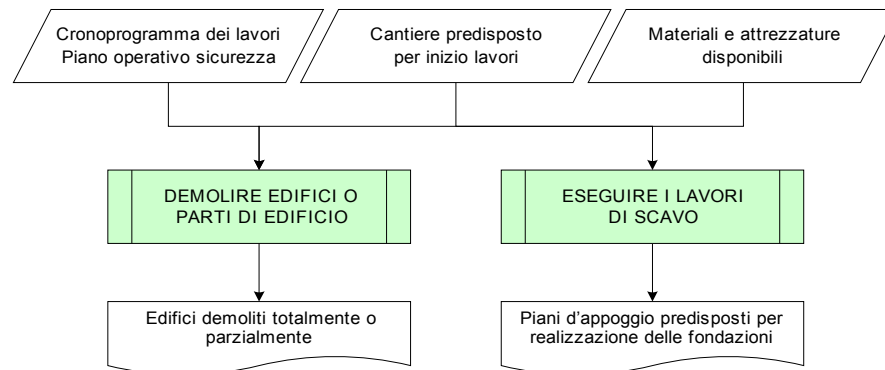 Cronoprogramma dei lavori
Piano operativo sicurezza
Cantiere predisposto
per inizio lavori
Materiali e attrezzature
disponibili
DEMOLIRE EDIFICI O
PARTI DI EDIFICIO
ESEGUIRE I LAVORI
DI SCAVO
Edifici demoliti totalmente o
parzialmente
Piani d’appoggio predisposti per
realizzazione delle fondazioni